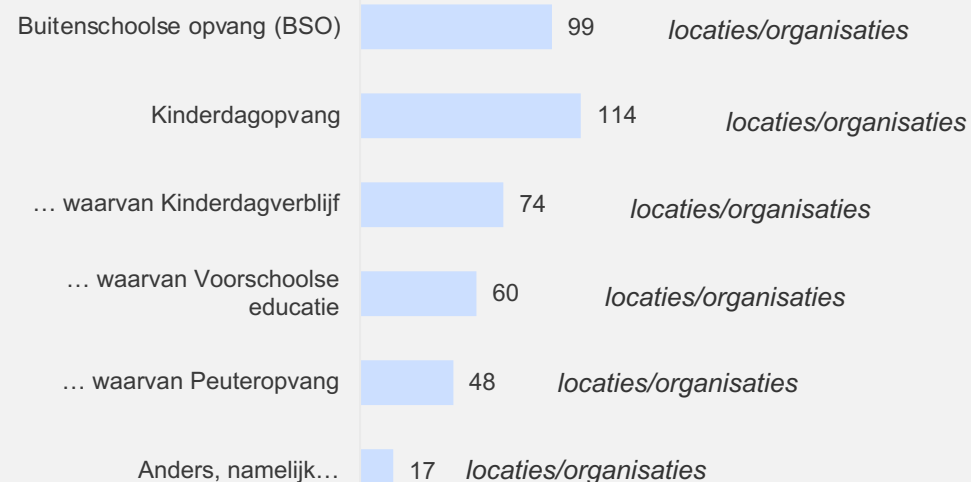 Buitenschoolse opvang (BSO) 99 locaties/organisaties
Kinderdagopvang 114 locaties/organisaties
… waarvan Kinderdagverblijf 74 locaties/organisaties
… waarvan Voorschoolse
educatie 60 locaties/organisaties
… waarvan Peuteropvang 48 locaties/organisaties
Anders, namelijk… 17 locaties/organisaties